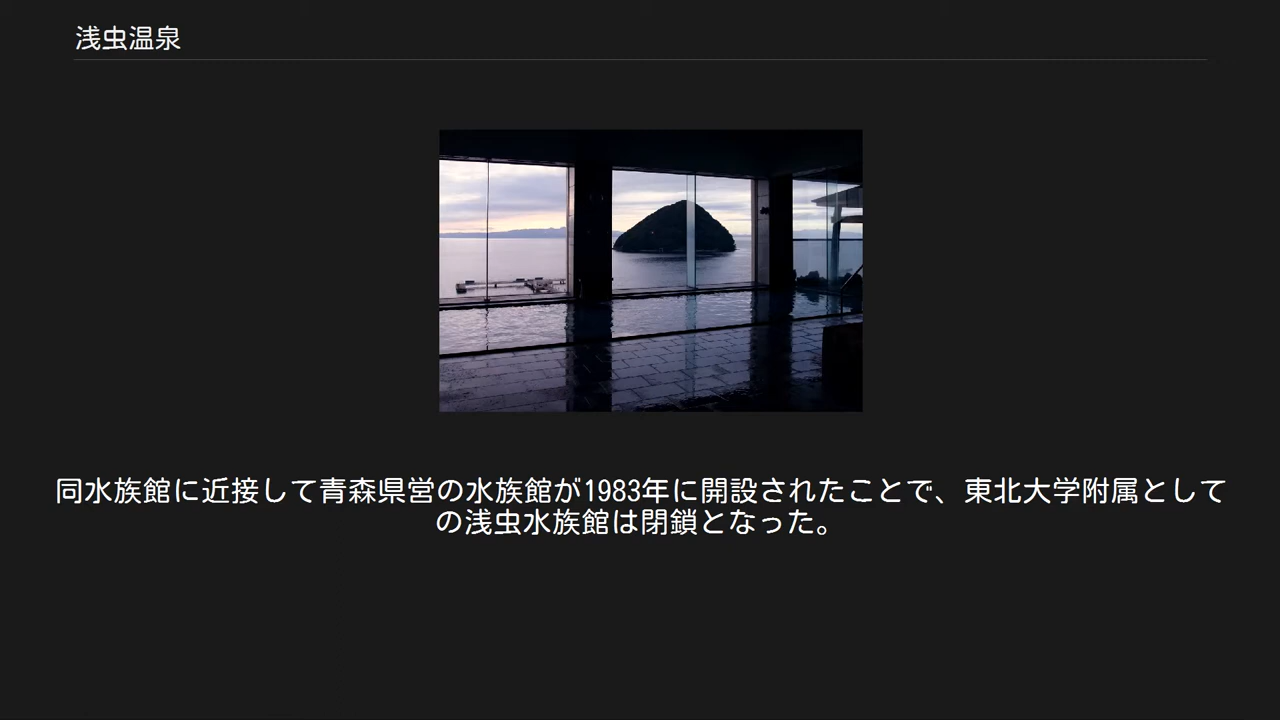 浅虫温泉
同水族館に近接して青森県営の水族館が1983年に開設されたことで、東北大学附属として
の浅虫水族館は閉鎖となった。